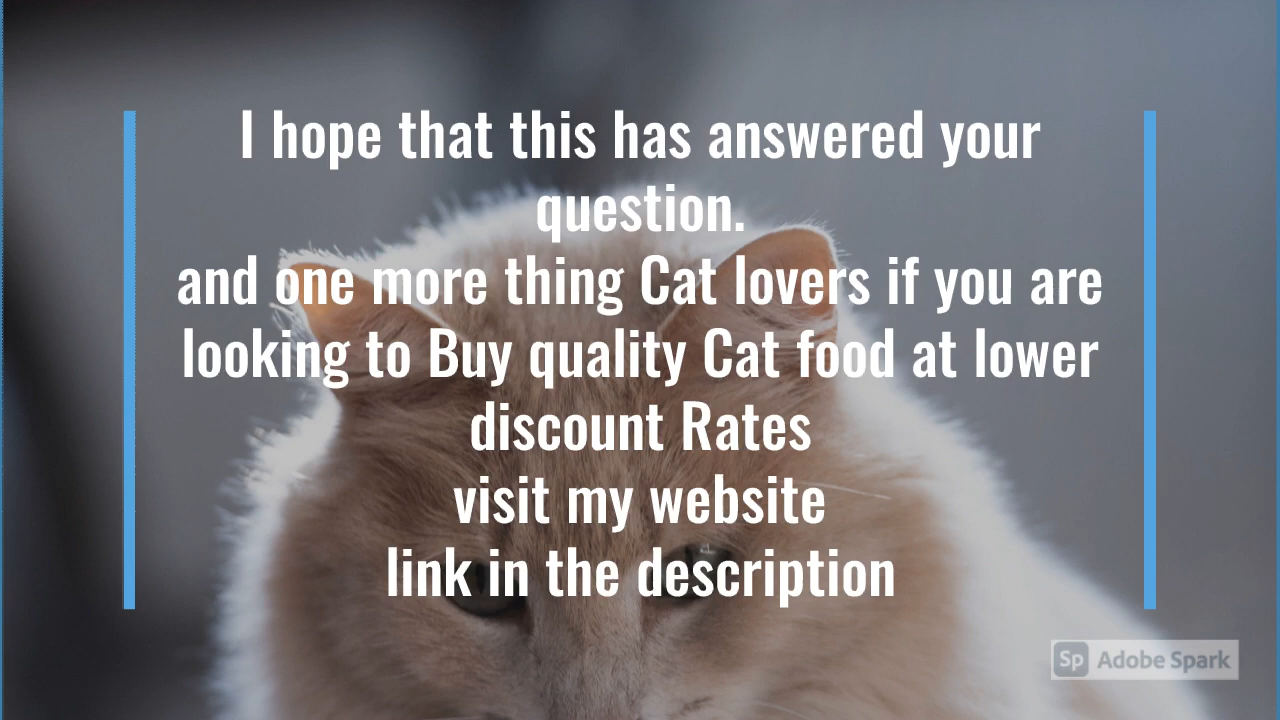 I hope that this has answered your
question.
and one more thing Cat lovers if you are
looking to Buy quality Cat food at lower
discount Rates
visit my website
link in the description
Sp Adobe Spark